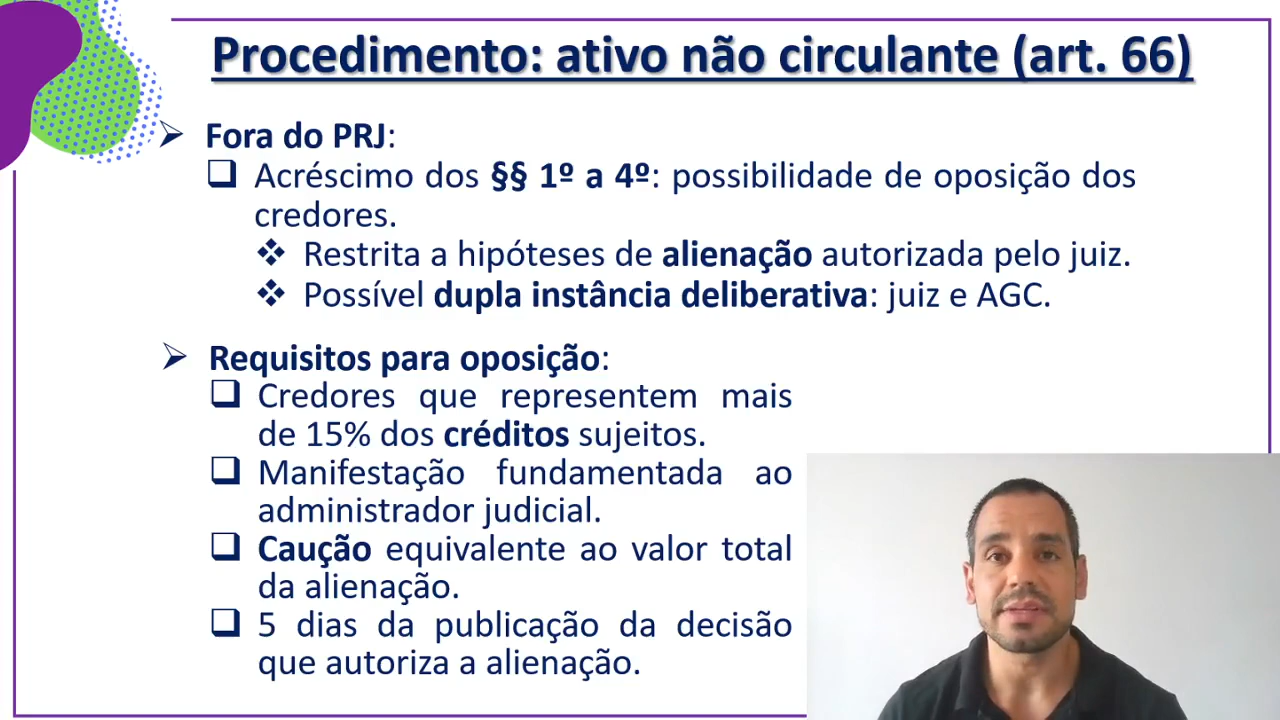 Procedimento: ativo não circulante (art. 66)
Fora do PRJ:
Acréscimo dos §§ 1º a 4º: possibilidade de oposição dos
credores.
Restrita a hipóteses de alienação autorizada pelo juiz.
Possível dupla instância deliberativa: juiz e AGC.
Requisitos para oposição:
Credores que representem mais
de 15% dos créditos sujeitos.
Manifestação fundamentada ao
administrador judicial.
Caução equivalente ao valor total
da alienação.
5 dias da publicação da decisão
que autoriza a alienação.